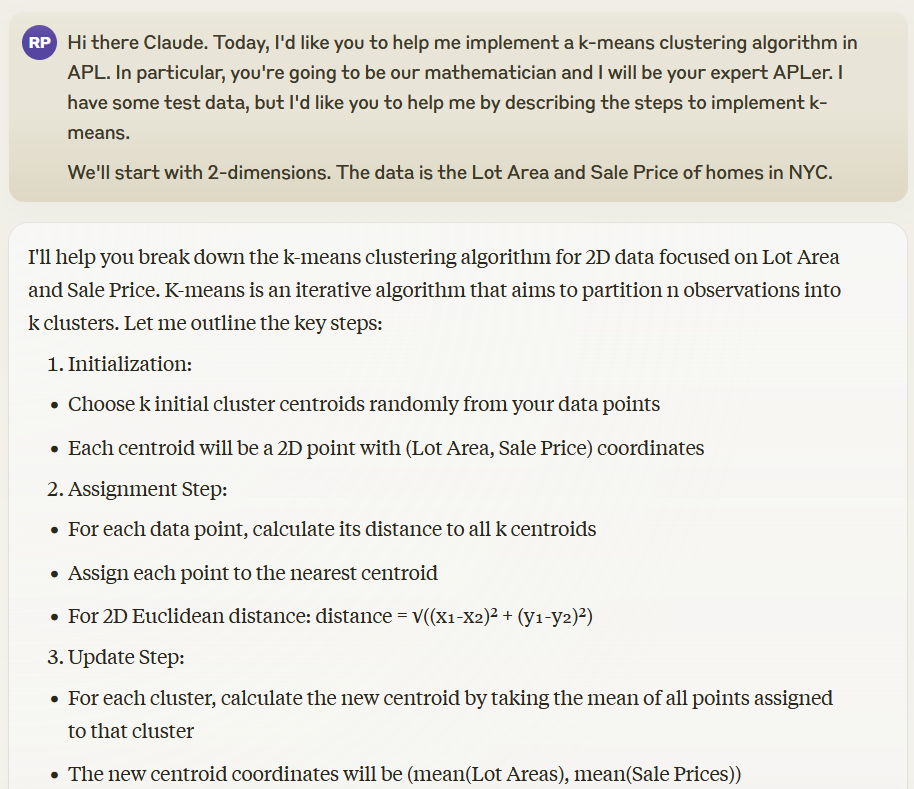 RP
Hi there Claude. Today, I'd like you to help me implement a k-means clustering algorithm in
APL. In particular, you're going to be our mathematician and I will be your expert APLer. I
have some test data, but I'd like you to help me by describing the steps to implement k-
means.
We'll start with 2-dimensions. The data is the Lot Area and Sale Price of homes in NYC.
I'll help you break down the k-means clustering algorithm for 2D data focused on Lot Area
and Sale Price. K-means is an iterative algorithm that aims to partition n observations into
k clusters. Let me outline the key steps:
1. Initialization:
• Choose k initial cluster centroids randomly from your data points
• Each centroid will be a 2D point with (Lot Area, Sale Price) coordinates
2. Assignment Step:
• For each data point, calculate its distance to all k centroids
• Assign each point to the nearest centroid
• For 2D Euclidean distance: distance = √((x₁-x₂)² + (y₁-y₂)²)
3. Update Step:
• For each cluster, calculate the new centroid by taking the mean of all points assigned
to that cluster
• The new centroid coordinates will be (mean(Lot Areas), mean(Sale Prices))